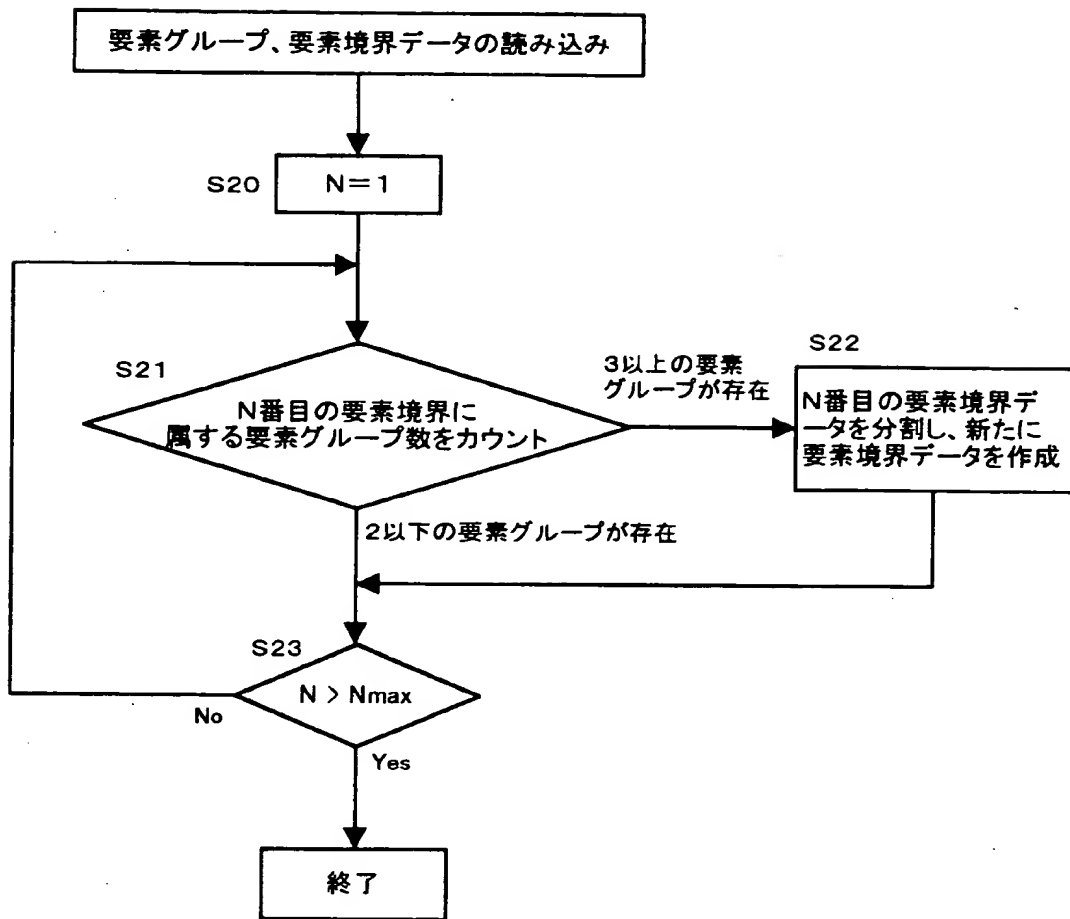 要素グループ、要素境界データの読み込み
S20
N=1
S21
N番目の要素境界に
属する要素グループ数をカウント
3以上の要素
グループが存在
S22
N番目の要素境界デ
ータを分割し、新たに
要素境界データを作成
2以下の要素グループが存在
S23
N > Nmax
No
Yes
終了